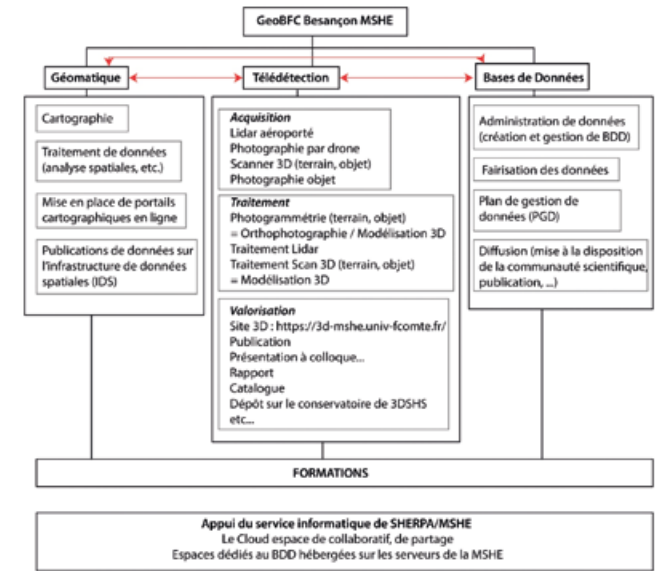 GeoBFC Besançon MSHE
Géomatique
Télédétection
Bases de Données
Cartographie
Traitement de données
(analyse spatiales, etc.)
Mise en place de portails
cartographiques en ligne
Publications de données sur
l'infrastructure de données
spatiales (IDS)
Acquisition
Lidar aéroporté
Photographie par drone
Scanner 3D (terrain, objet)
Photographie objet
Traitement
Photogrammétrie (terrain, objet)
= Orthophotographie / Modélisation 3D
Traitement Lidar
Traitement Scan 3D (terrain, objet)
= Modélisation 3D
Valorisation
Site 3D : https://3d-mshe.univ-fcomte.fr/
Publication
Présentation à colloque...
Rapport
Catalogue
Dépôt sur le conservatoire de 3DSHS
etc...
Administration de données
(création et gestion de BDD)
Fairisation des données
Plan de gestion de
données (PGD)
Diffusion (mise à la disposition
de la communauté scientifique,
publication, ...)
FORMATIONS
Appui du service informatique de SHERPA/MSHE
Le Cloud espace de collaboratif, de partage
Espaces dédiés au BDD hébergées sur les serveurs de la MSHE